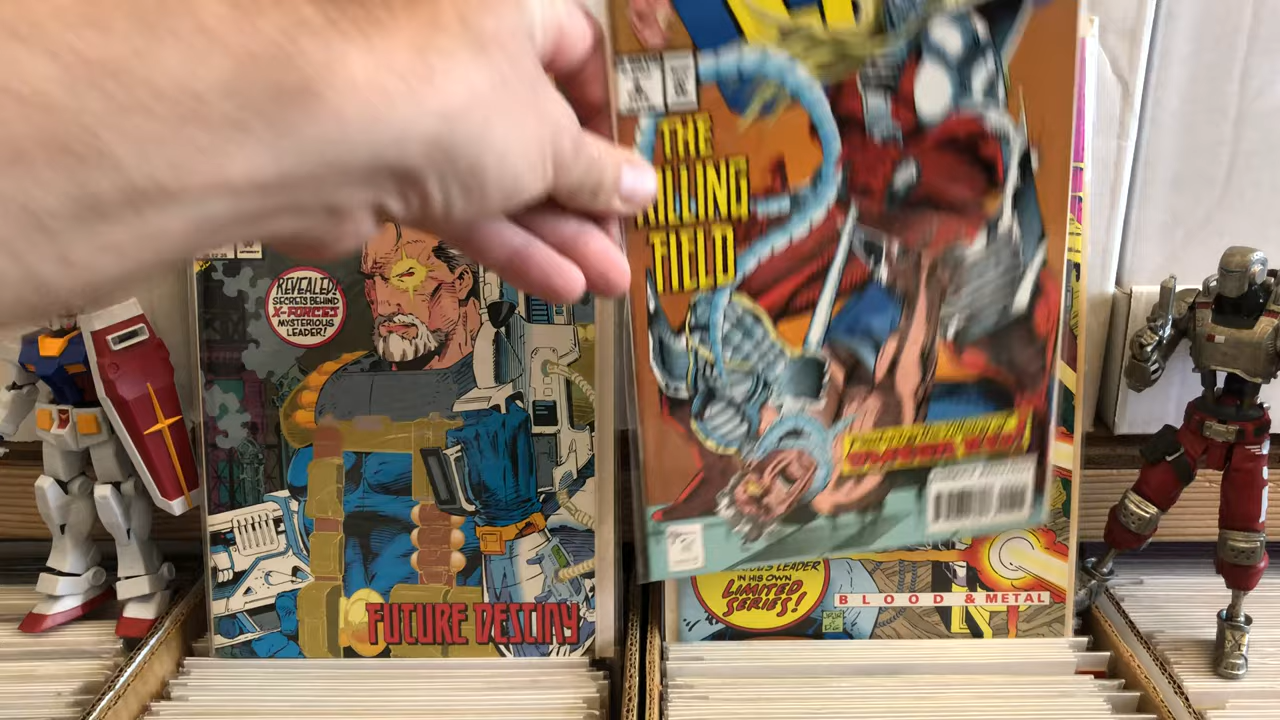 THE
KILLING
FIELD
REVEALED!
SECRETS BEHIND
X-FORCE'S
MYSTERIOUS
LEADER!
FUTURE DESTINY
LEADER
IN HIS OWN
LIMITED
SERIES!
BLOOD & METAL